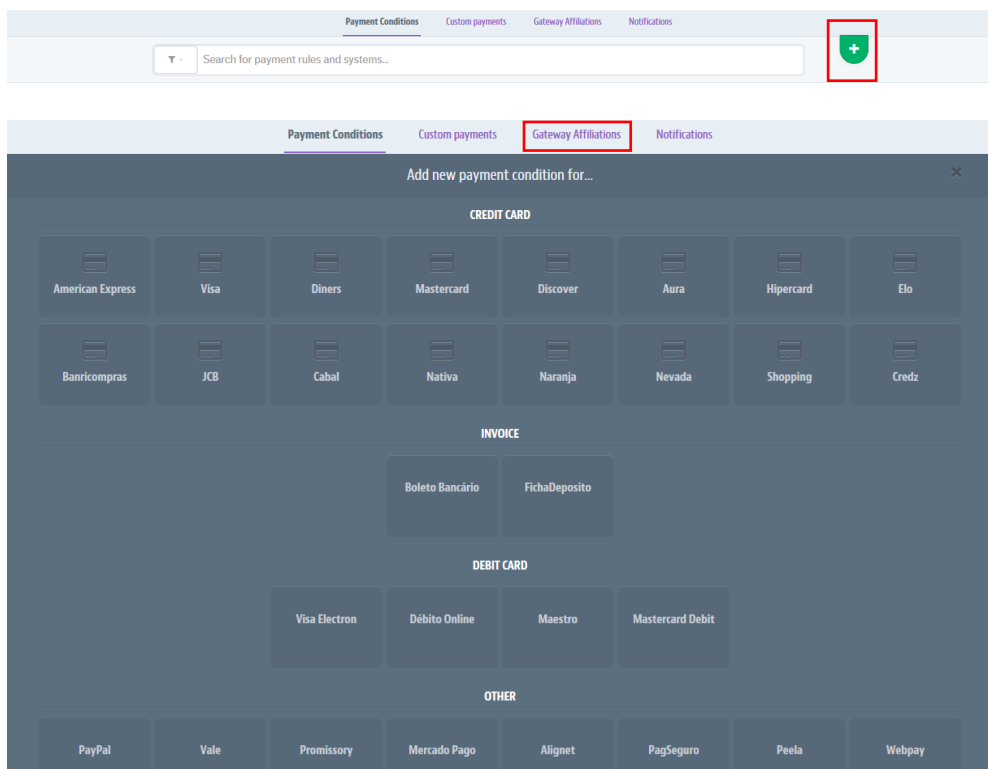 Payment Conditions Custom payments Gateway Affiliations Notifications
Search for payment rules and systems...
+
Payment Conditions Custom payments Gateway Affiliations Notifications
Add new payment condition for... ×
CREDIT CARD
American Express Visa Diners Mastercard Discover Aura Hipercard Elo
Banricompras JCB Cabal Nativa Naranja Nevada Shopping Credz
INVOICE
Boleto Bancário FichaDeposito
DEBIT CARD
Visa Electron Débito Online Maestro Mastercard Debit
OTHER
PayPal Vale Promissory Mercado Pago Alignet PagSeguro Peela Webpay